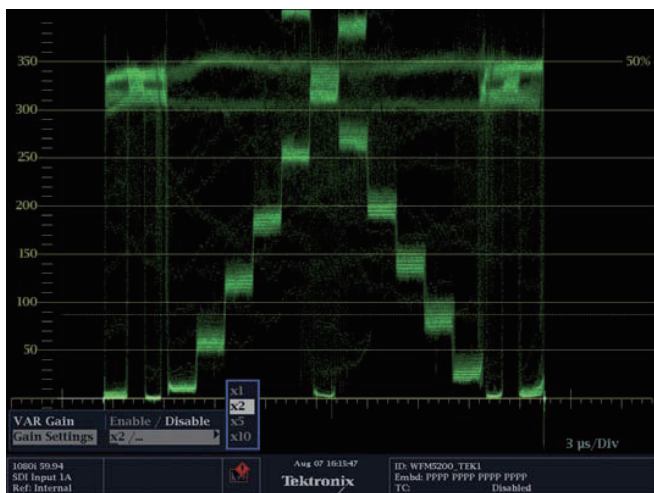 350
50%
300
250
200
150
100
50
x1
x2
x5
x10
VAR Gain
Enable / Disable
Gain Settings
x2 /...
3 µs/Div
1080i 59.94
SDI Input 1A
Ref: Internal
Aug 07 16:15:47
Tektronix
ID: WFM5200_TEK1
Embd: PPPP PPPP PPPP PPPP
TC: Disabled